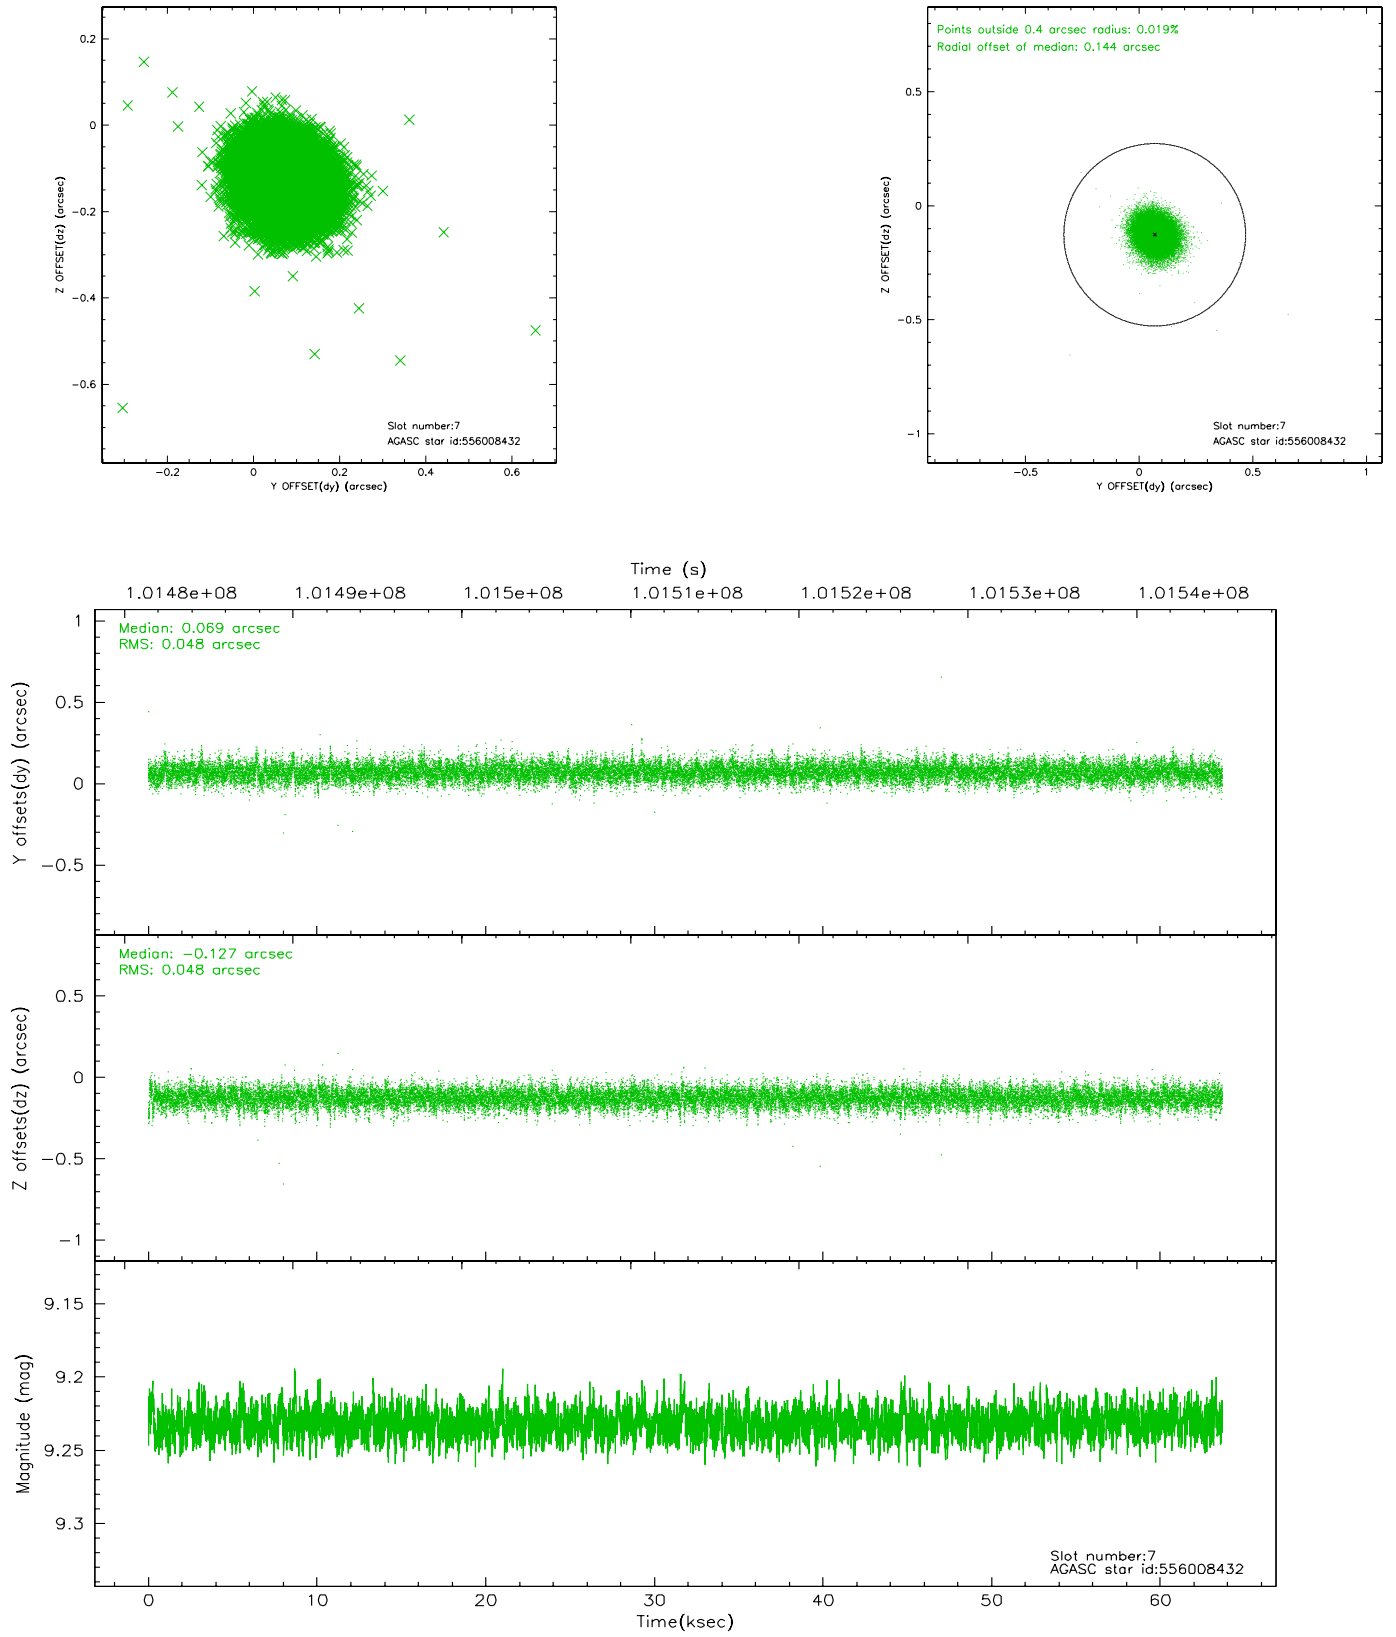 0.2
0
-0.2
-0.4
-0.6
Z OFFSET(dz) (arcsec)
Slot number:7
AGASC star id:556008432
-0.2 0 0.2 0.4 0.6
Y OFFSET(dy) (arcsec)
Points outside 0.4 arcsec radius: 0.019%
Radial offset of median: 0.144 arcsec
0.5
0
-0.5
-1
Z OFFSET(dz) (arcsec)
Slot number:7
AGASC star id:556008432
-0.5 0 0.5 1
Y OFFSET(dy) (arcsec)
Time (s)
1.0148e+08 1.0149e+08 1.015e+08 1.0151e+08 1.0152e+08 1.0153e+08 1.0154e+08
Median: 0.069 arcsec
RMS: 0.048 arcsec
1
0.5
0
-0.5
Y offsets(dy) (arcsec)
Median: -0.127 arcsec
RMS: 0.048 arcsec
0.5
0
-0.5
-1
Z offsets(dz) (arcsec)
9.15
9.2
9.25
9.3
Magnitude (mag)
Slot number:7
AGASC star id:556008432
0 10 20 30 40 50 60
Time(ksec)